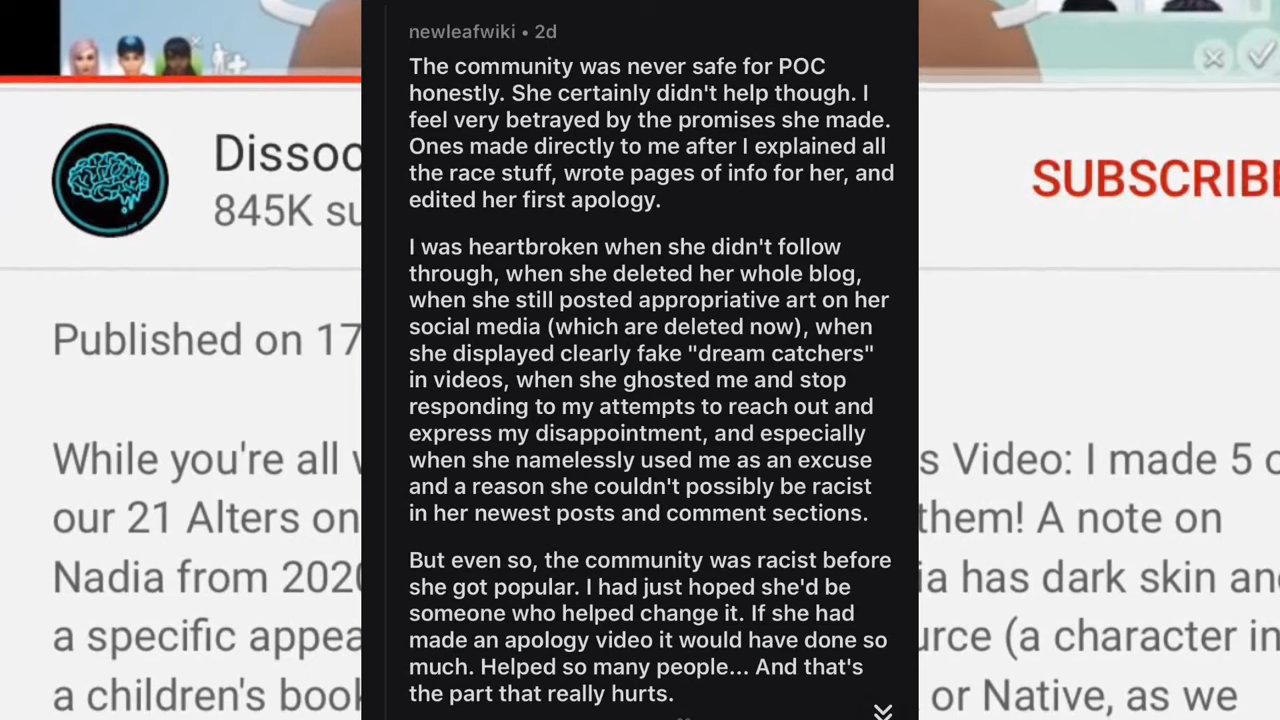 newleafwiki • 2d
The community was never safe for POC
honestly. She certainly didn't help though. I
feel very betrayed by the promises she made.
Ones made directly to me after I explained all
the race stuff, wrote pages of info for her, and
edited her first apology.
I was heartbroken when she didn't follow
through, when she deleted her whole blog,
when she still posted appropriative art on her
social media (which are deleted now), when
she displayed clearly fake "dream catchers"
in videos, when she ghosted me and stop
responding to my attempts to reach out and
express my disappointment, and especially
when she namelessly used me as an excuse
and a reason she couldn't possibly be racist
in her newest posts and comment sections.
But even so, the community was racist before
she got popular. I had just hoped she'd be
someone who helped change it. If she had
made an apology video it would have done so
much. Helped so many people... And that's
the part that really hurts.
Dissoc
845K su
SUBSCRIBE
Published on 17
While you're all
s Video: I made 5
our 21 Alters on
them! A note on
Nadia from 202
ia has dark skin an
a specific appea
urce (a character in
a children's book
or Native, as we